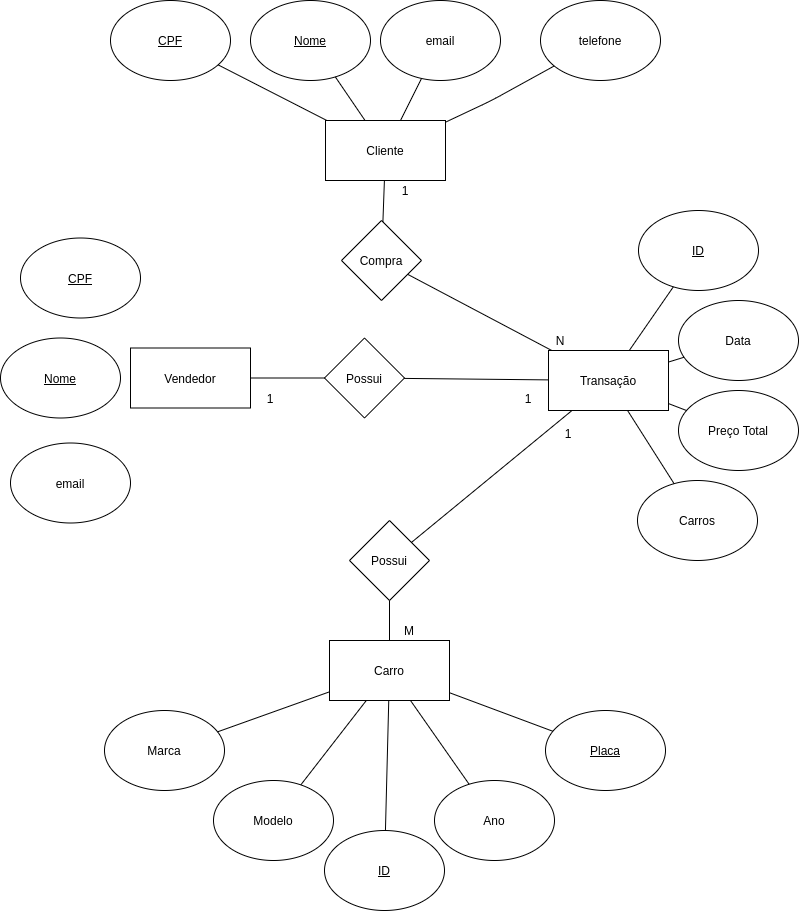 CPF
Nome
email
telefone
Cliente
1
Compra
ID
CPF
N
Data
Nome
Vendedor
Possui
Transação
1
1
Preço Total
1
email
Carros
Possui
M
Carro
Marca
Placa
Modelo
Ano
ID